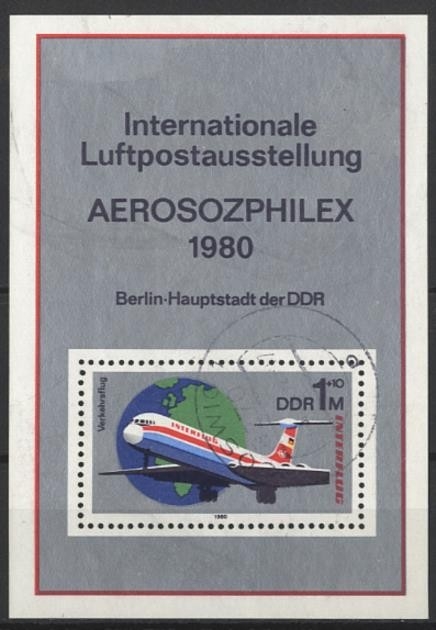 Internationale
Luftpostausstellung
AEROSOZPHILEX
1980
Berlin-Hauptstadt der DDR
Verkehrsflug
DDR 1+10 M
INTERFLUG
INTERFLUG
1980